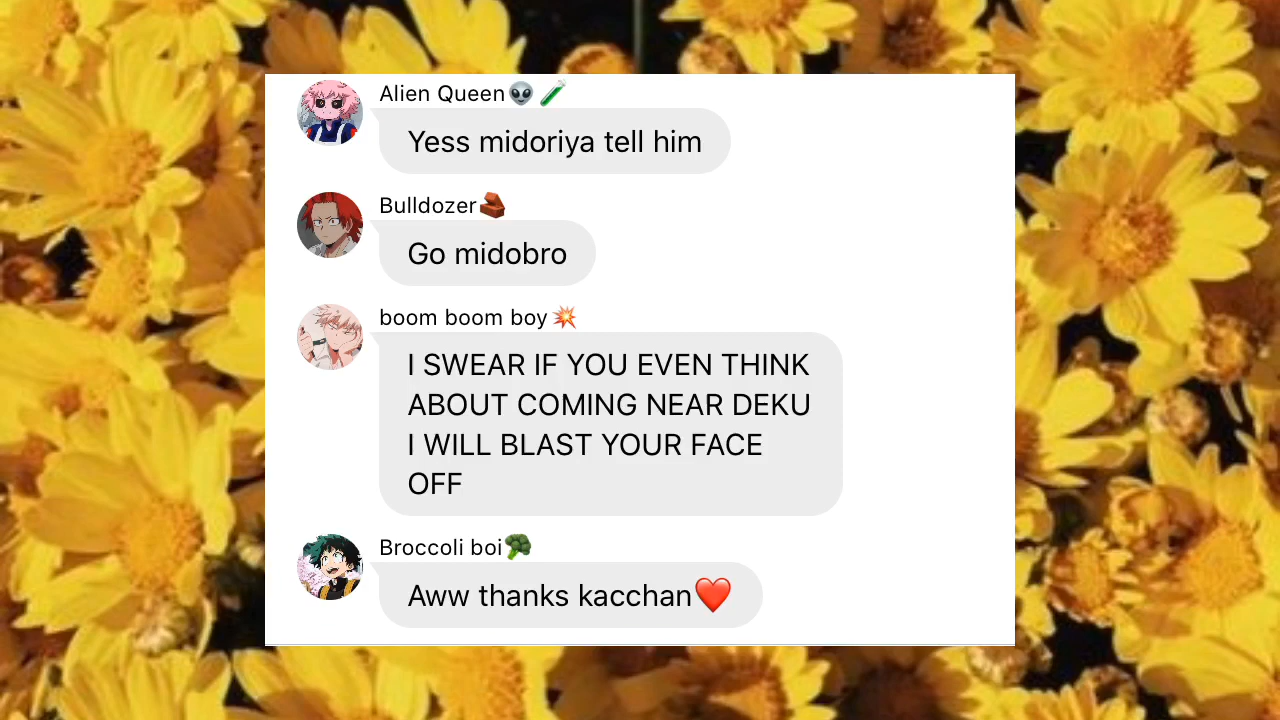 Alien Queen👽🧪
Yess midoriya tell him
Bulldozer🧱
Go midobro
boom boom boy💥
I SWEAR IF YOU EVEN THINK
ABOUT COMING NEAR DEKU
I WILL BLAST YOUR FACE
OFF
Broccoli boi🥦
Aww thanks kacchan❤️